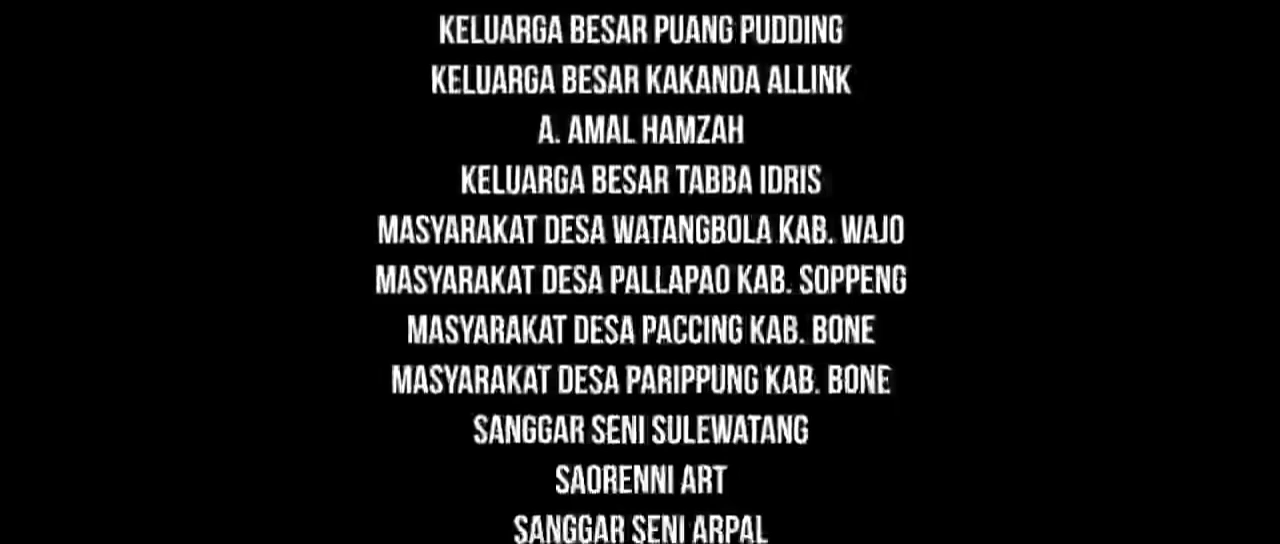 KELUARGA BESAR PUANG PUDDING
KELUARGA BESAR KAKANDA ALLINK
A. AMAL HAMZAH
KELUARGA BESAR TABBA IDRIS
MASYARAKAT DESA WATANGBOLA KAB. WAJO
MASYARAKAT DESA PALLAPAO KAB. SOPPENG
MASYARAKAT DESA PACCING KAB. BONE
MASYARAKAT DESA PARIPPUNG KAB. BONE
SANGGAR SENI SULEWATANG
SAORENNI ART
SANGGAR SENI ARPAL